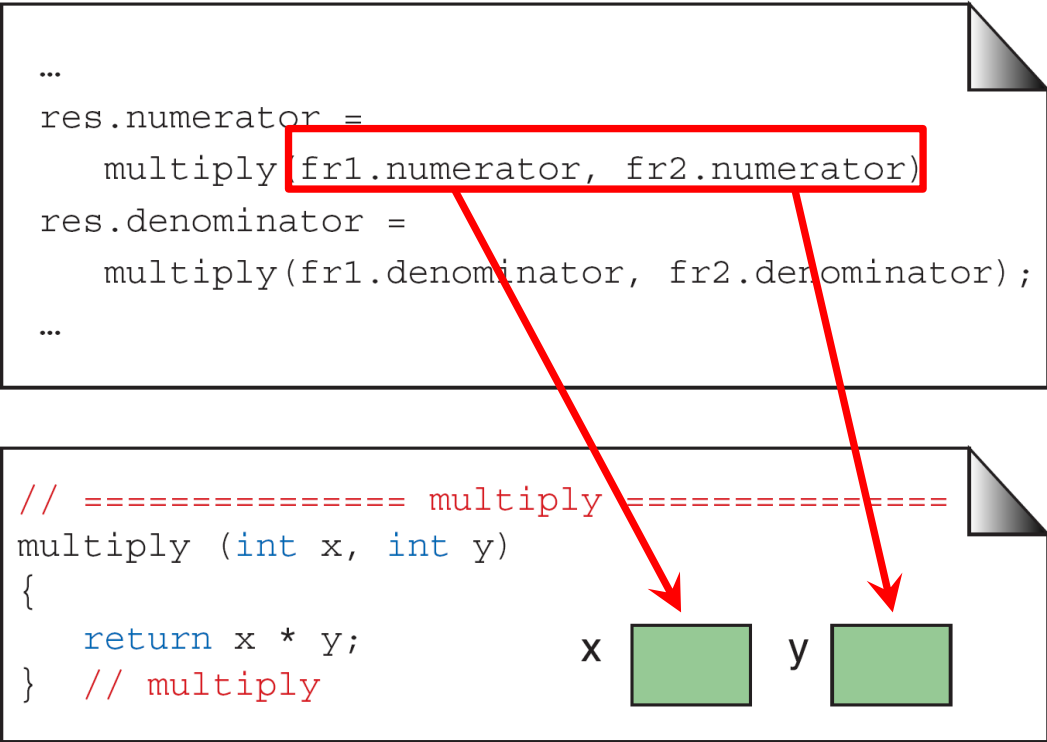 …
res.numerator =
multiply(fr1.numerator, fr2.numerator)
res.denominator =
multiply(fr1.denominator, fr2.denominator);
…
// =============== multiply ===============
multiply (int x, int y)
{
return x * y;
} // multiply
x y